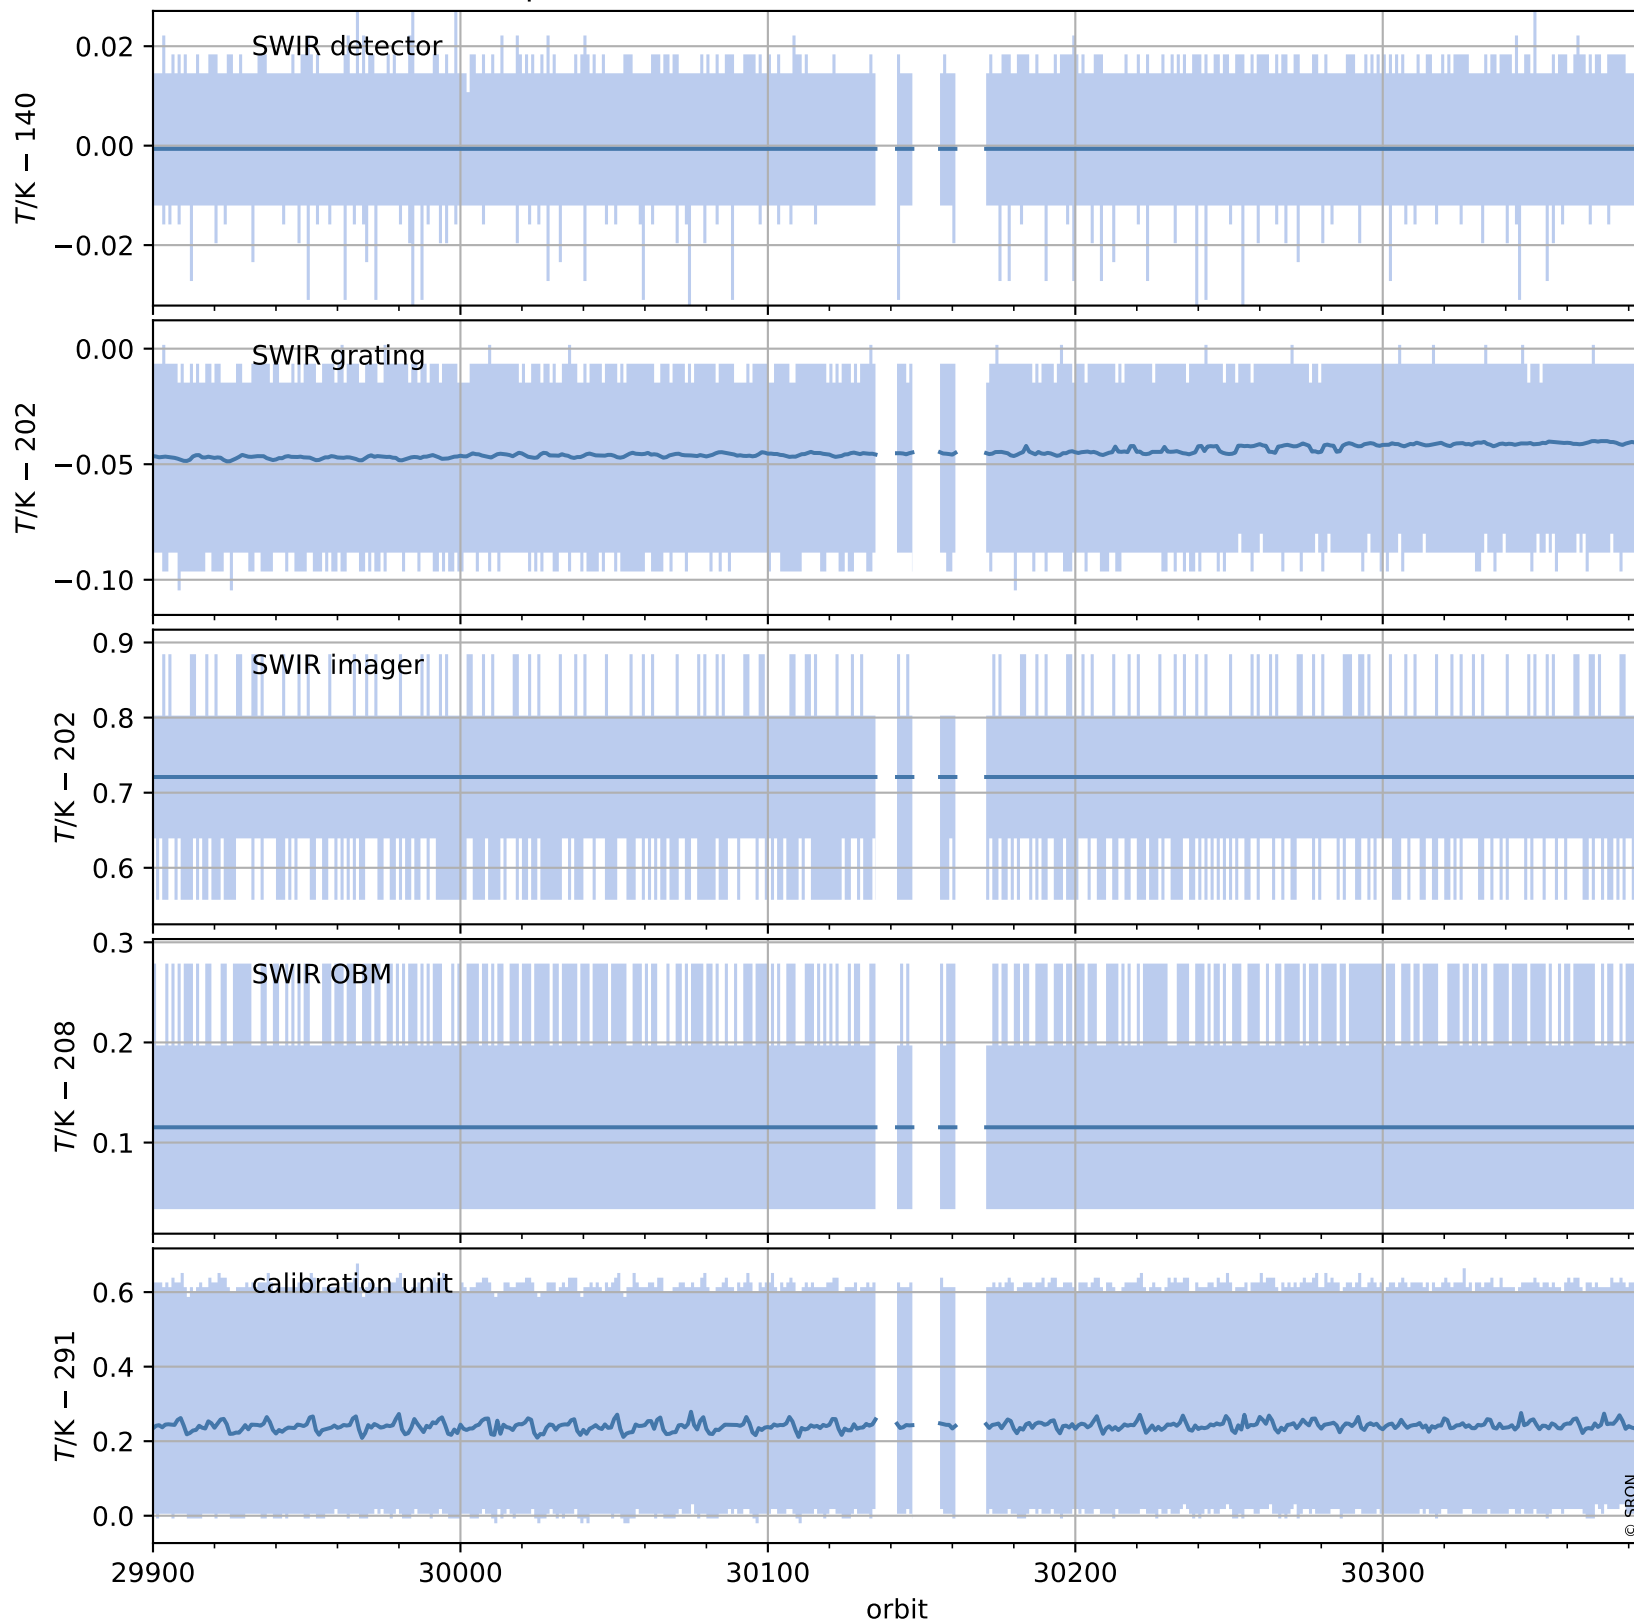 SWIR detector
0.02
0.00
−0.02
T/K − 140
SWIR grating
0.00
−0.05
−0.10
T/K − 202
SWIR imager
0.9
0.8
0.7
0.6
T/K − 202
SWIR OBM
0.3
0.2
0.1
T/K − 208
calibration unit
0.6
0.4
0.2
0.0
T/K − 291
29900 30000 30100 30200 30300
orbit
© SRON